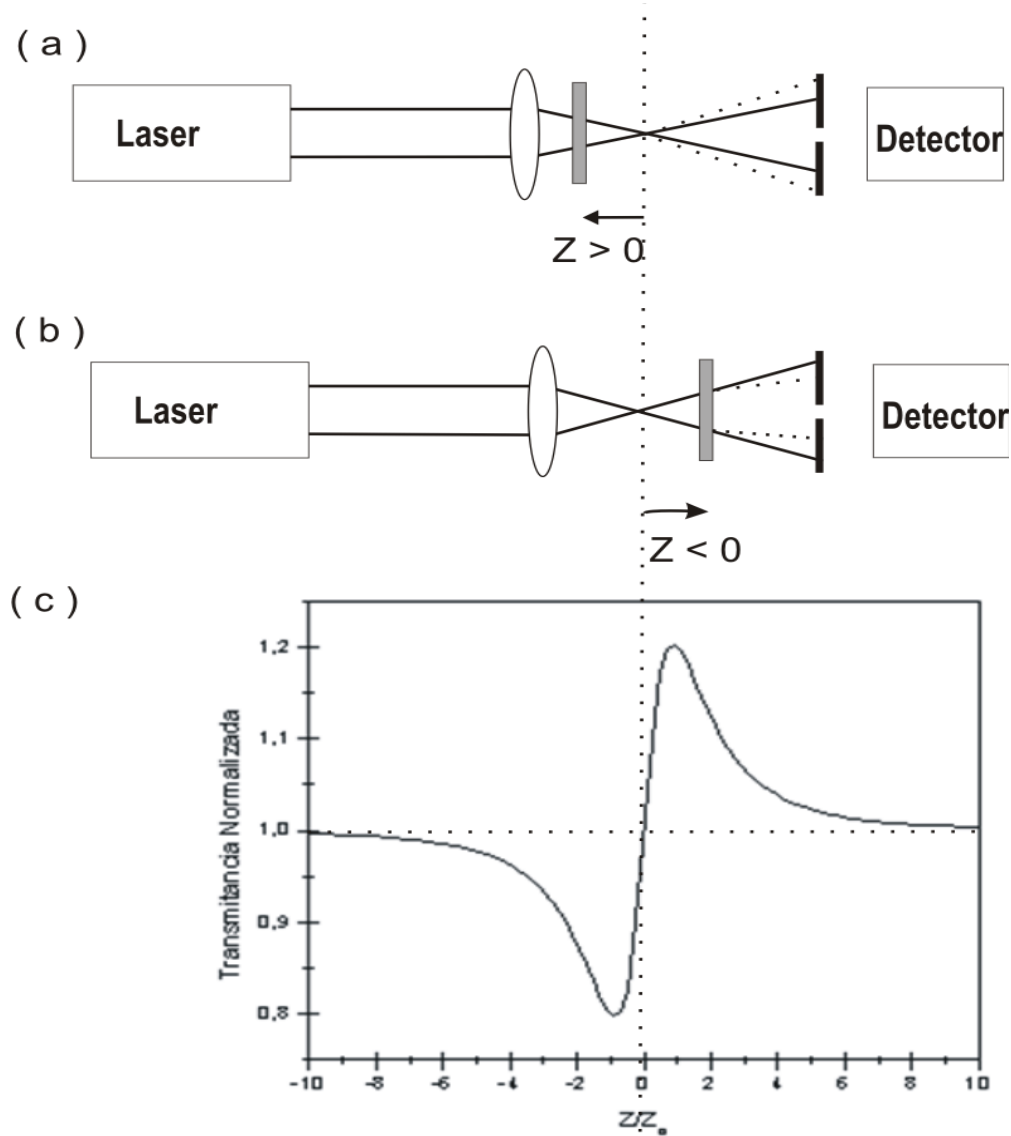 ( a )
Laser
Detector
Z > 0
( b )
Laser
Detector
Z < 0
( c )
Transmitancia Normalizada
1,2
1,1
1,0
0,9
0,8
-10 -8 -6 -4 -2 0 2 4 6 8 10
Z/Z₀